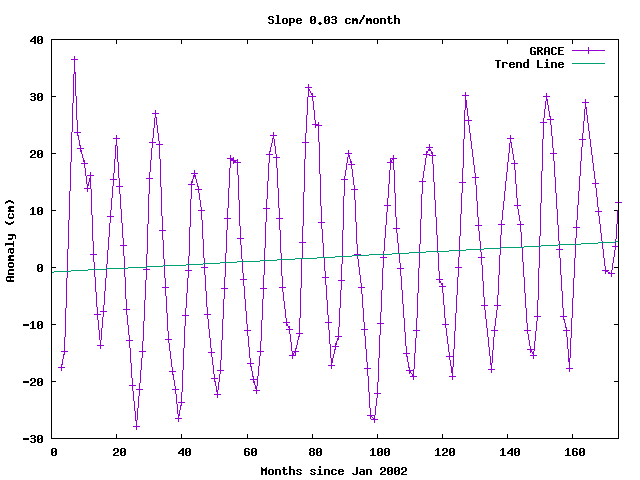 Slope 0.03 cm/month
40
30
20
10
0
-10
-20
-30
Anomaly (cm)
GRACE
Trend Line
0 20 40 60 80 100 120 140 160
Months since Jan 2002